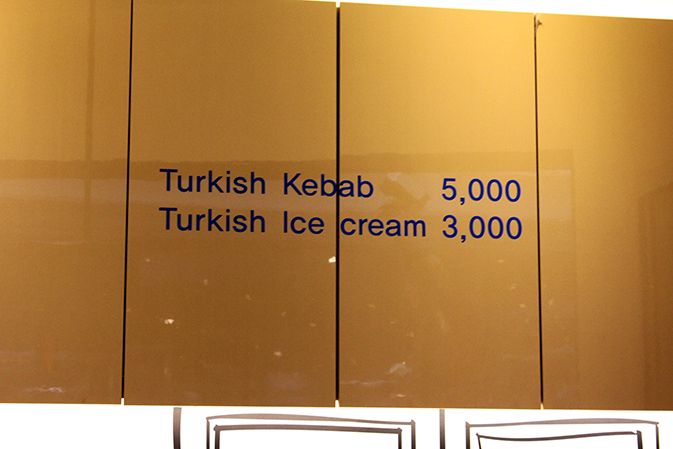 Turkish Kebab 5,000
Turkish Ice cream 3,000